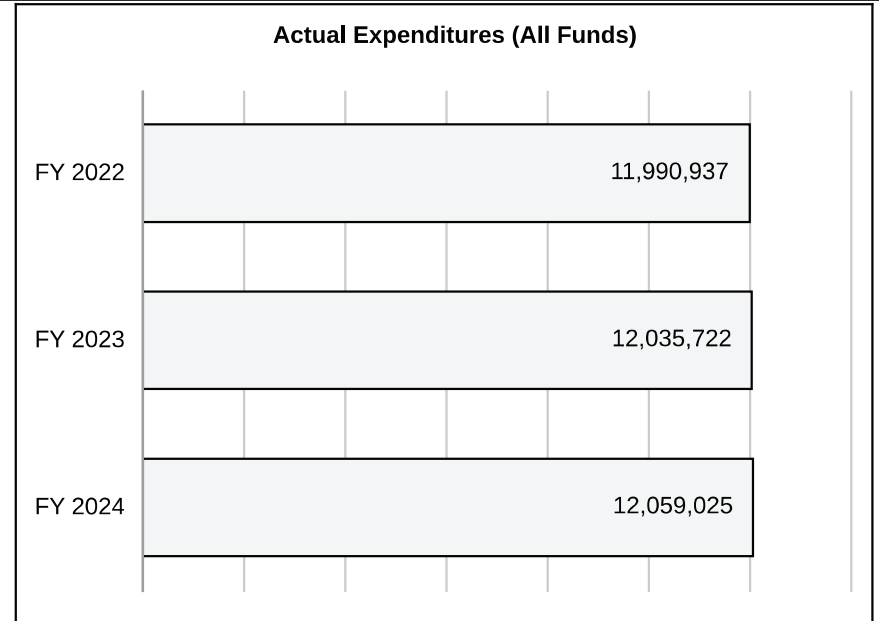 Actual Expenditures (All Funds)
FY 2022 11,990,937
FY 2023 12,035,722
FY 2024 12,059,025